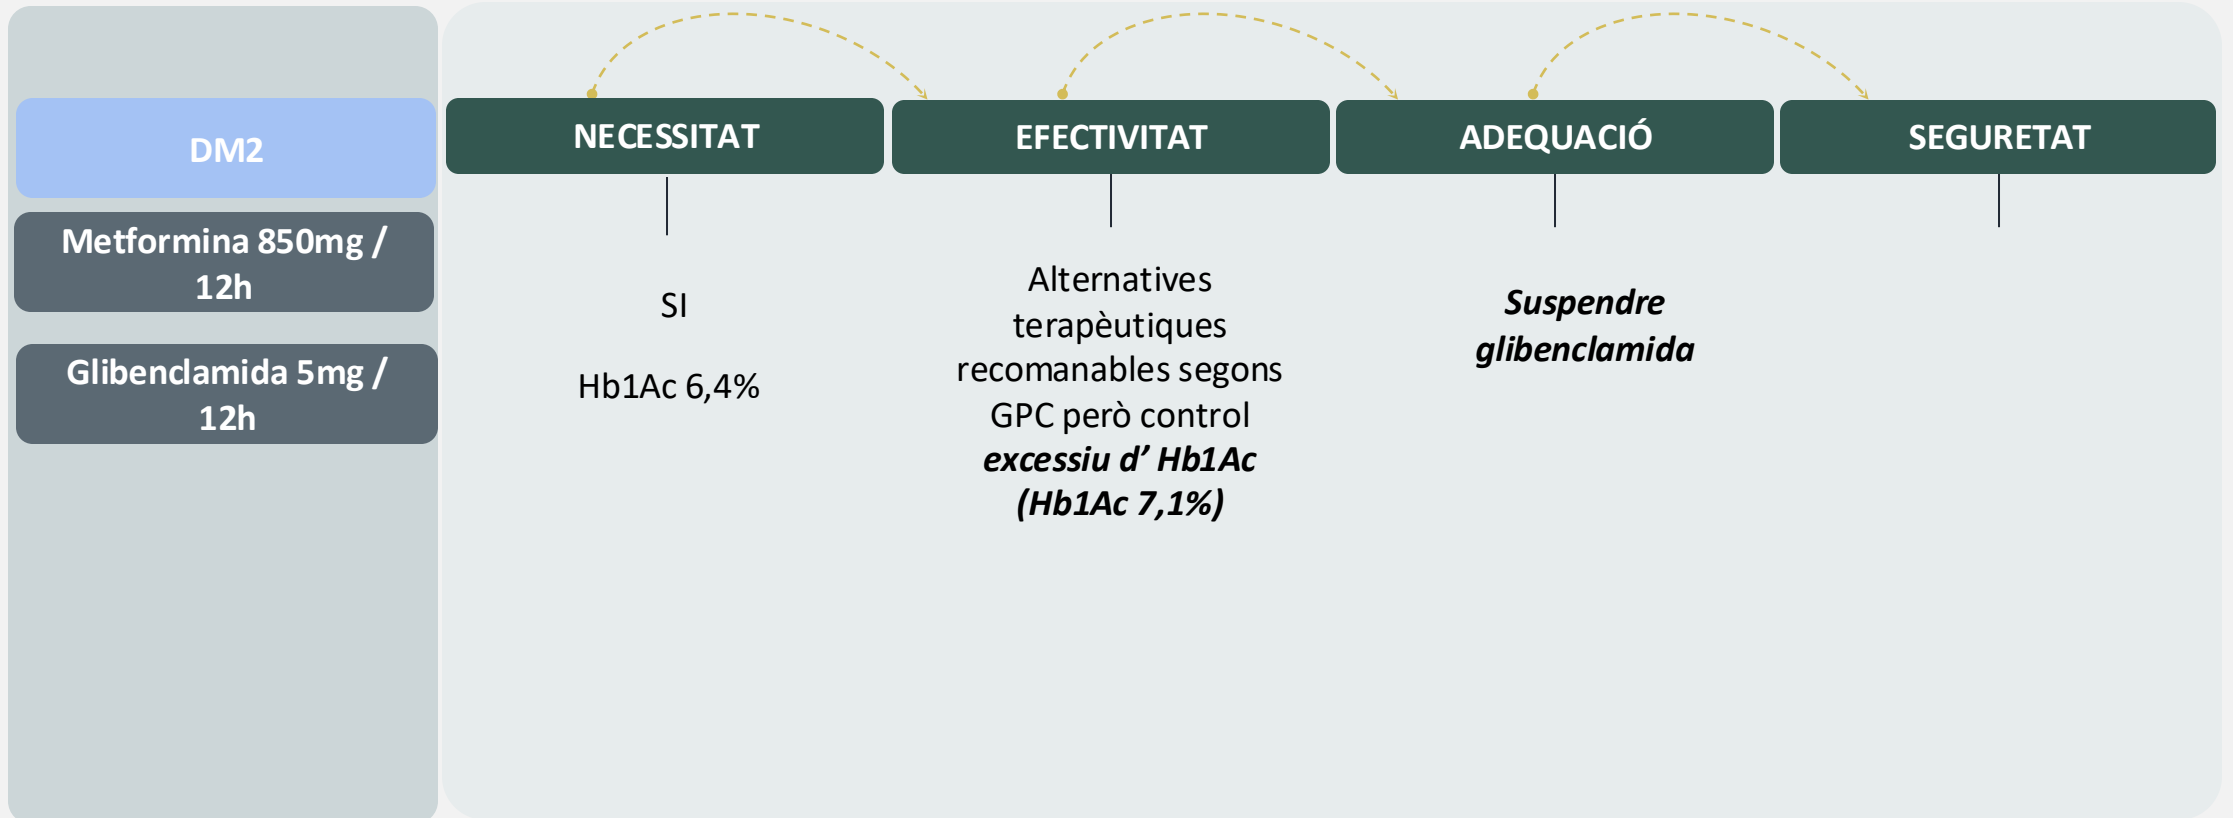 DM2
Metformina 850mg /
12h
Glibenclamida 5mg /
12h
NECESSITAT
SI
Hb1Ac 6,4%
EFECTIVITAT
Alternatives
terapèutiques
recomanables segons
GPC però control
excessiu d’ Hb1Ac
(Hb1Ac 7,1%)
ADEQUACIÓ
Suspendre
glibenclamida
SEGURETAT